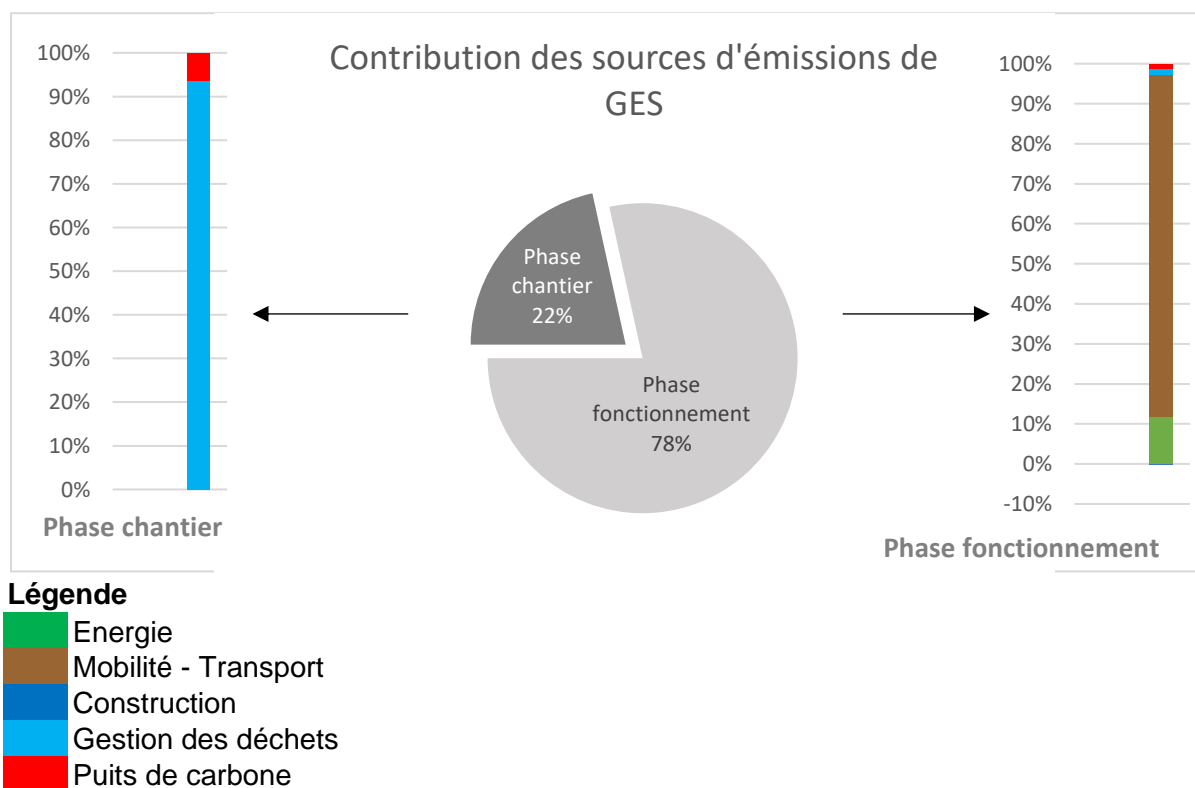 Contribution des sources d'émissions de
GES
100%
90%
80%
70%
60%
50%
40%
30%
20%
10%
0%
Phase chantier
Phase
chantier
22%
Phase
fonctionnement
78%
100%
90%
80%
70%
60%
50%
40%
30%
20%
10%
0%
-10%
Phase fonctionnement
Légende
Energie
Mobilité - Transport
Construction
Gestion des déchets
Puits de carbone